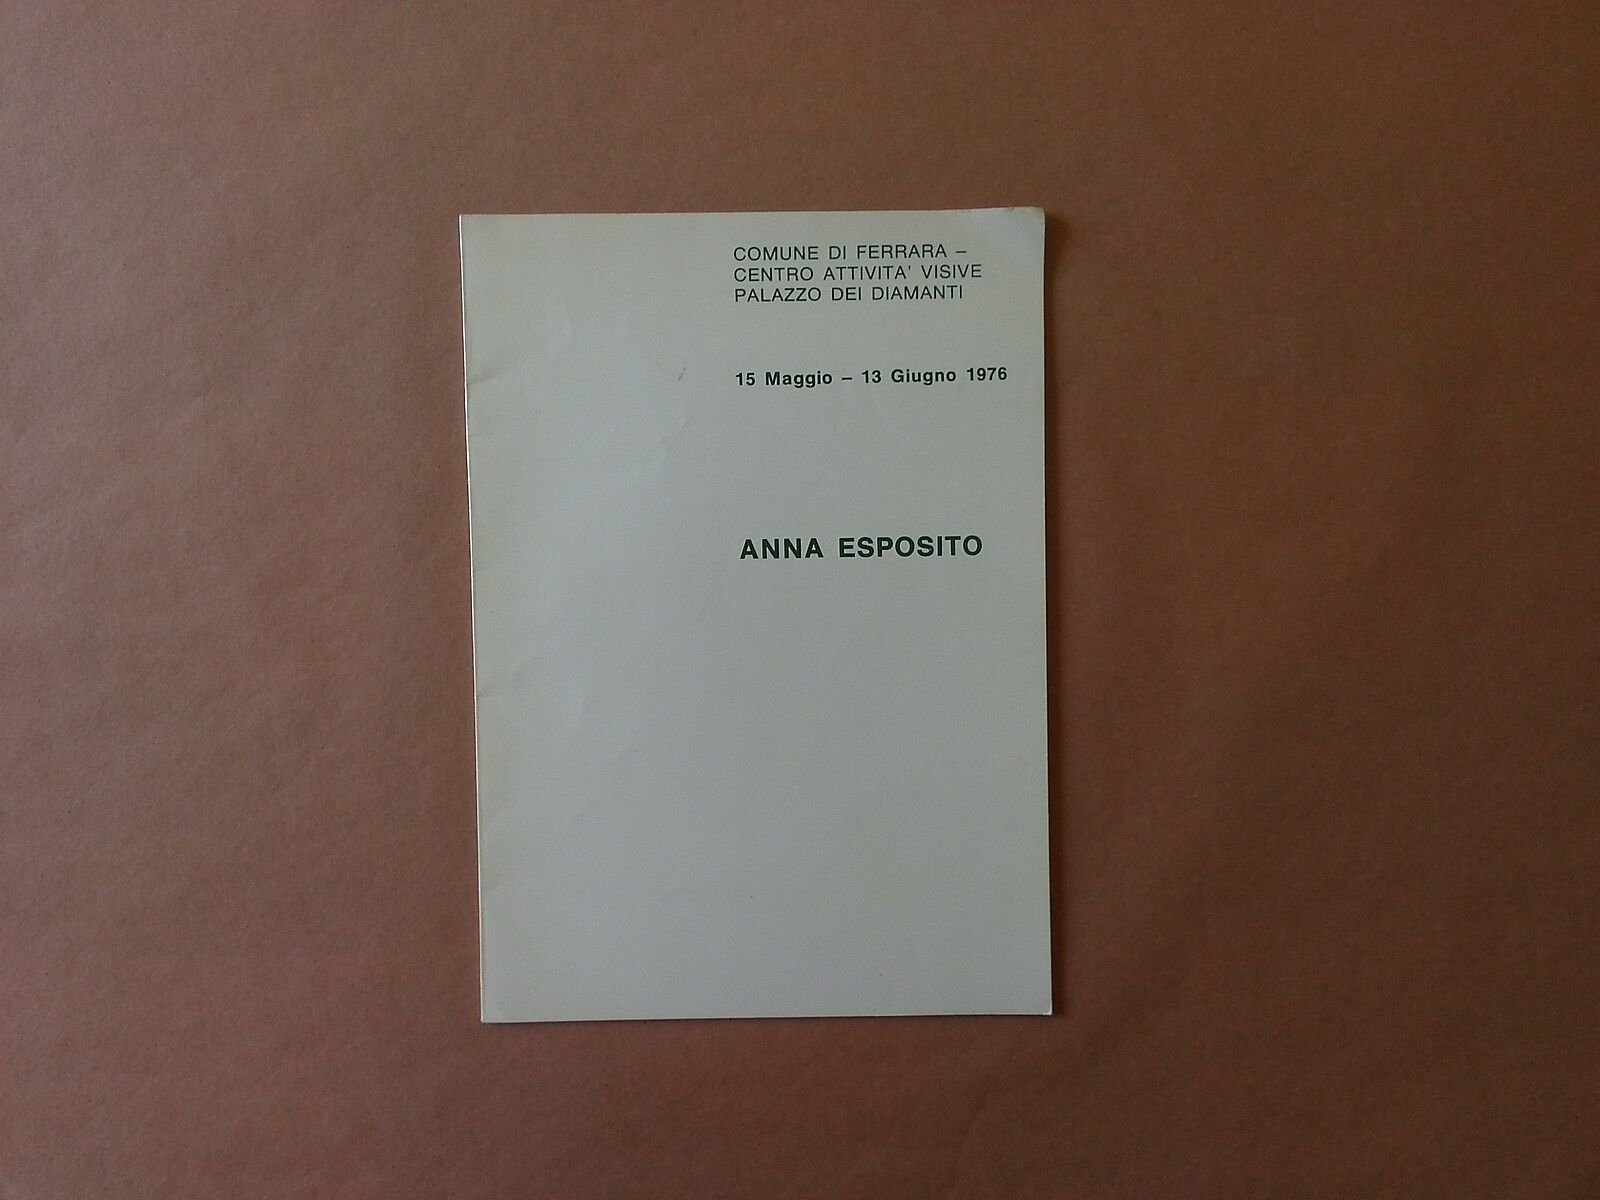 COMUNE DI FERRARA –
CENTRO ATTIVITA' VISIVE
PALAZZO DEI DIAMANTI
15 Maggio – 13 Giugno 1976
ANNA ESPOSITO